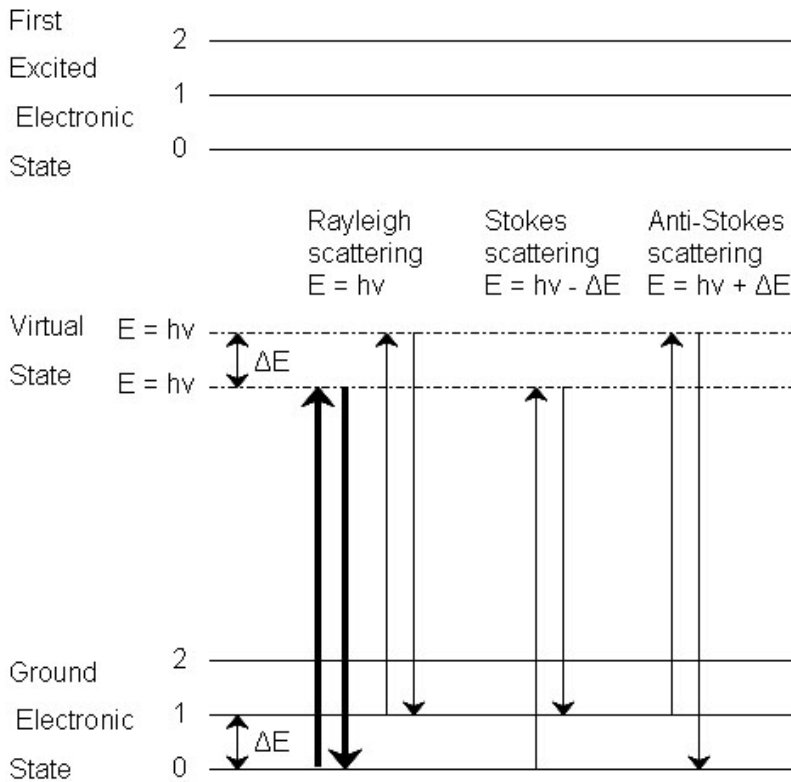 First
2
Excited
1
Electronic
0
State
Rayleigh
scattering
E = hν
Stokes
scattering
E = hν - ΔE
Anti-Stokes
scattering
E = hν + ΔE
Virtual E = hν
ΔE
State E = hν
2
Ground
1
Electronic
ΔE
State 0